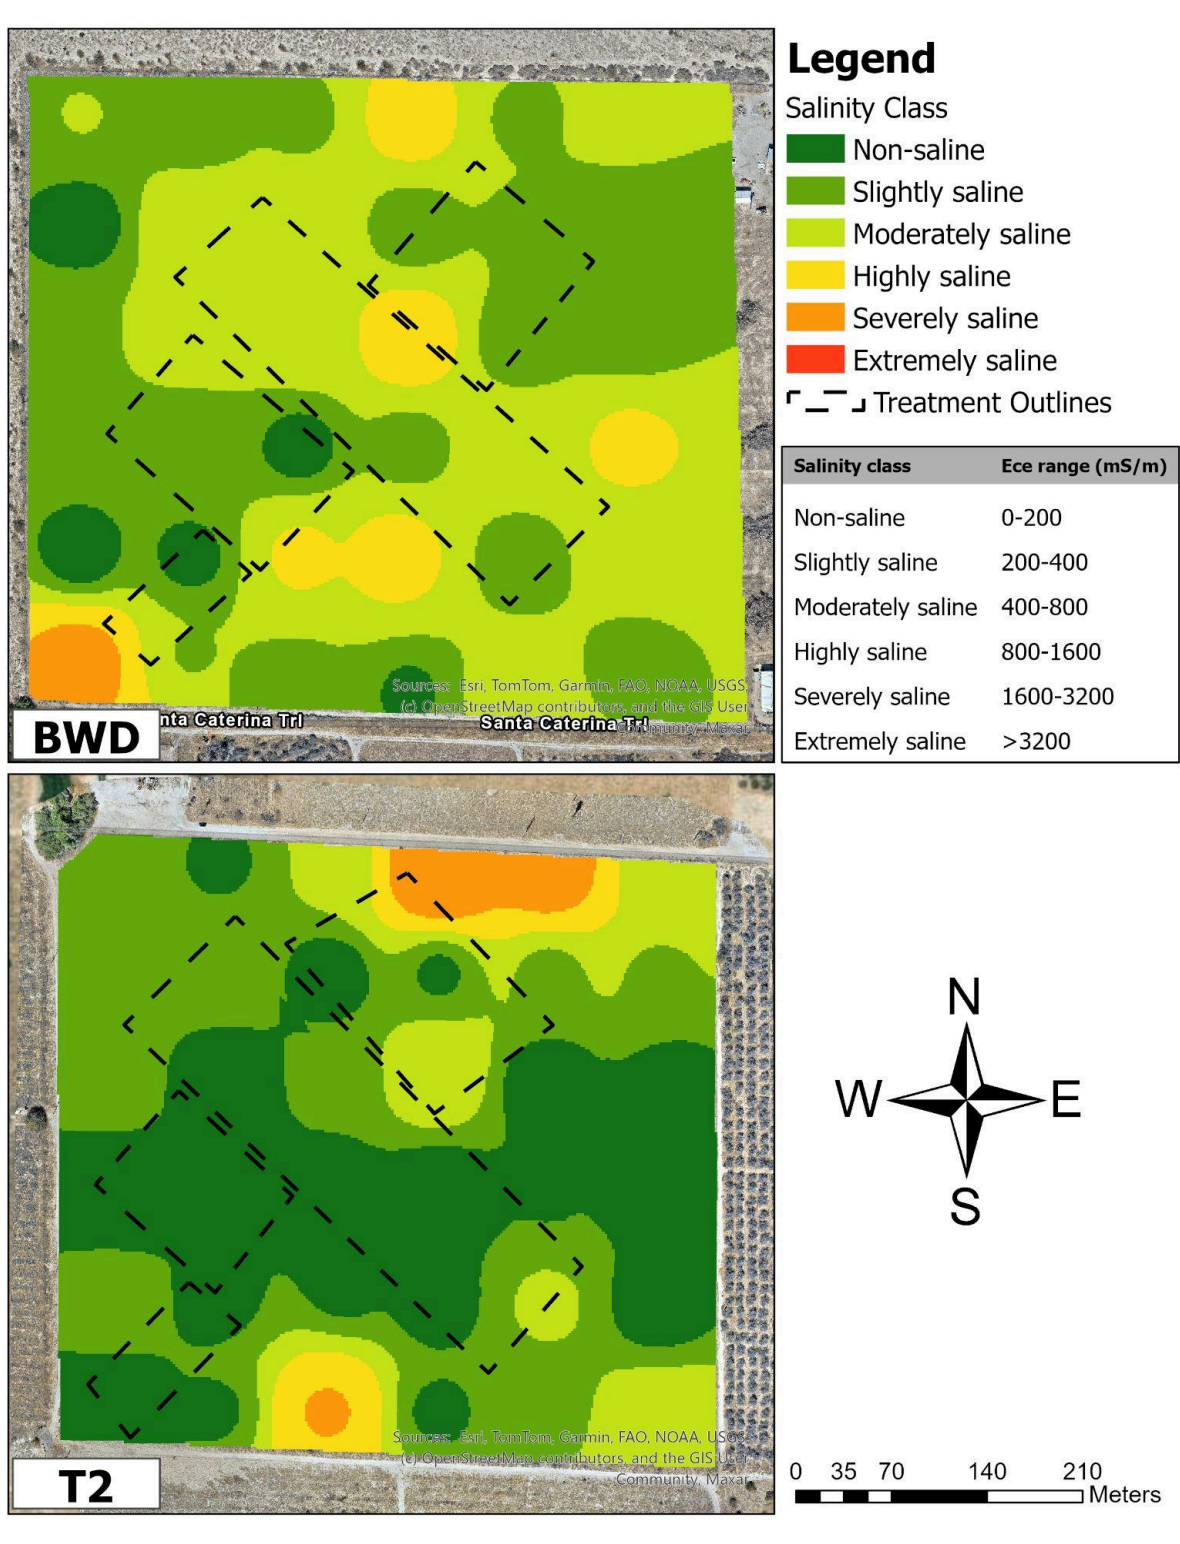 Legend
Salinity Class
Non-saline
Slightly saline
Moderately saline
Highly saline
Severely saline
Extremely saline
Treatment Outlines
Salinity class Ece range (mS/m)
Non-saline 0-200
Slightly saline 200-400
Moderately saline 400-800
Highly saline 800-1600
Severely saline 1600-3200
Extremely saline >3200
Sources: Esri, TomTom, Garmin, FAO, NOAA, USGS,
(c) OpenStreetMap contributors, and the GIS User
Community, Maxar
nta Caterina Trl
Santa Caterina Trl
BWD
Sources: Esri, TomTom, Garmin, FAO, NOAA, USGS,
(c) OpenStreetMap contributors, and the GIS User
Community, Maxar
T2
N
W E
S
0 35 70 140 210
Meters